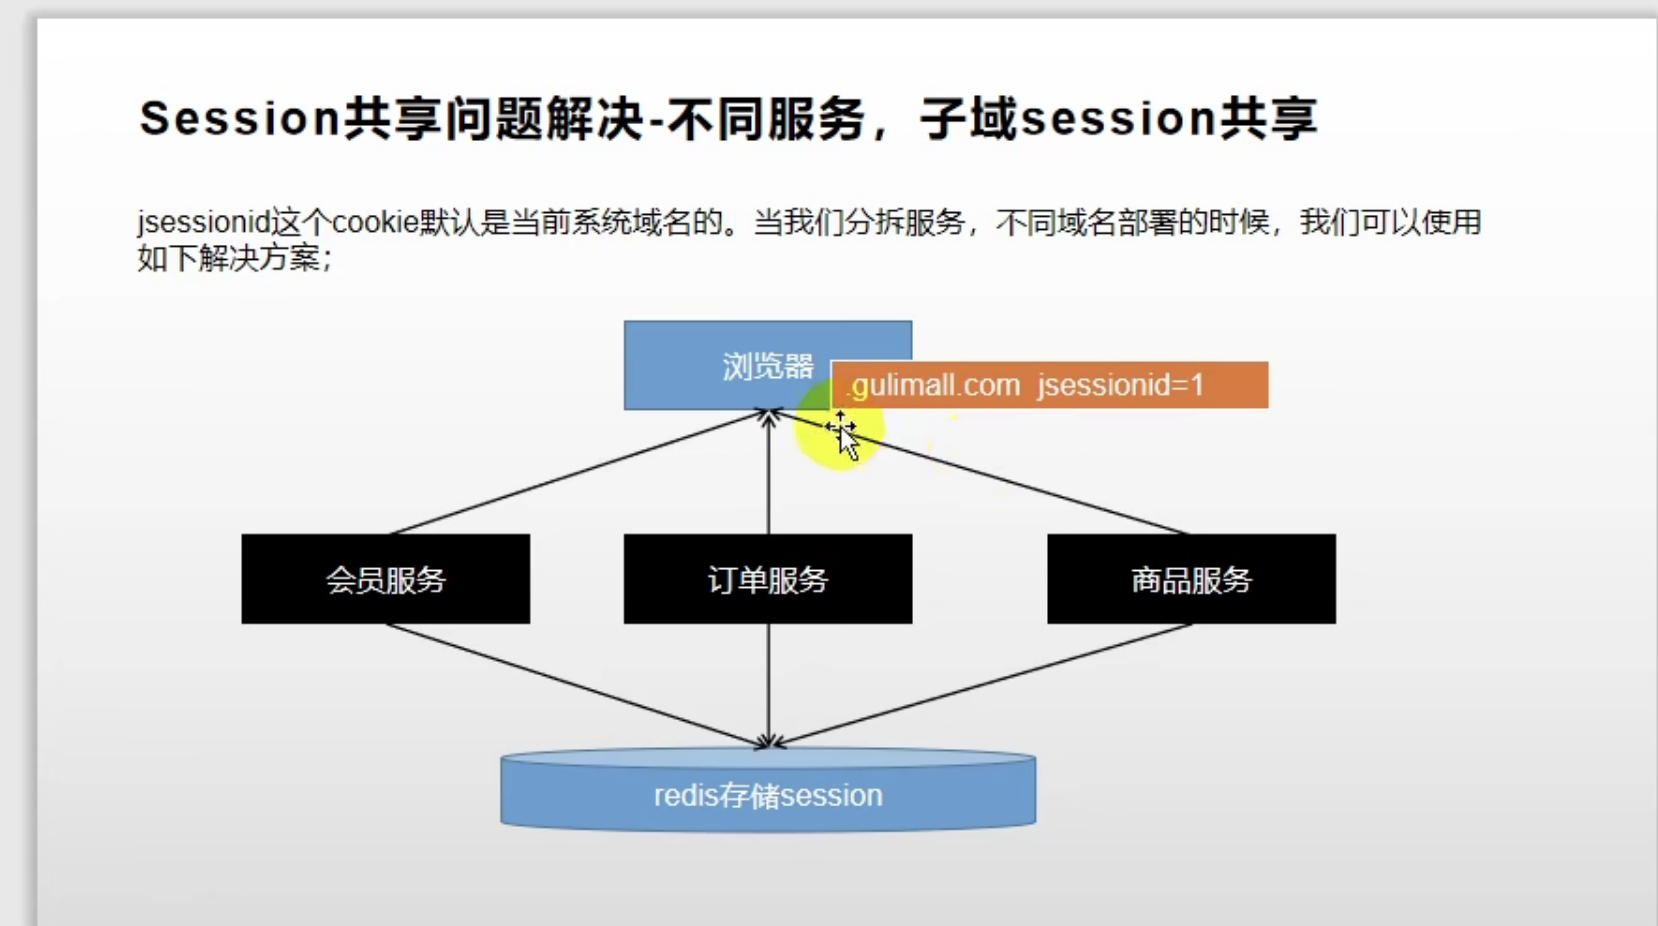 Session共享问题解决-不同服务，子域session共享
jsessionid这个cookie默认是当前系统域名的。当我们分拆服务，不同域名部署的时候，我们可以使用
如下解决方案；
浏览器
.gulimall.com jsessionid=1
会员服务
订单服务
商品服务
redis存储session